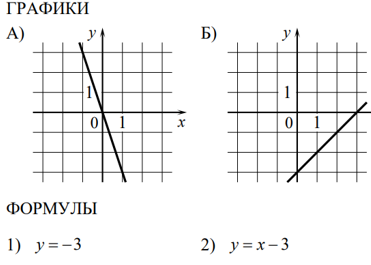 ГРАФИКИ
А) Б)
y y
1 1
0 1 x 0 1
ФОРМУЛЫ
1) y = −3 2) y = x − 3